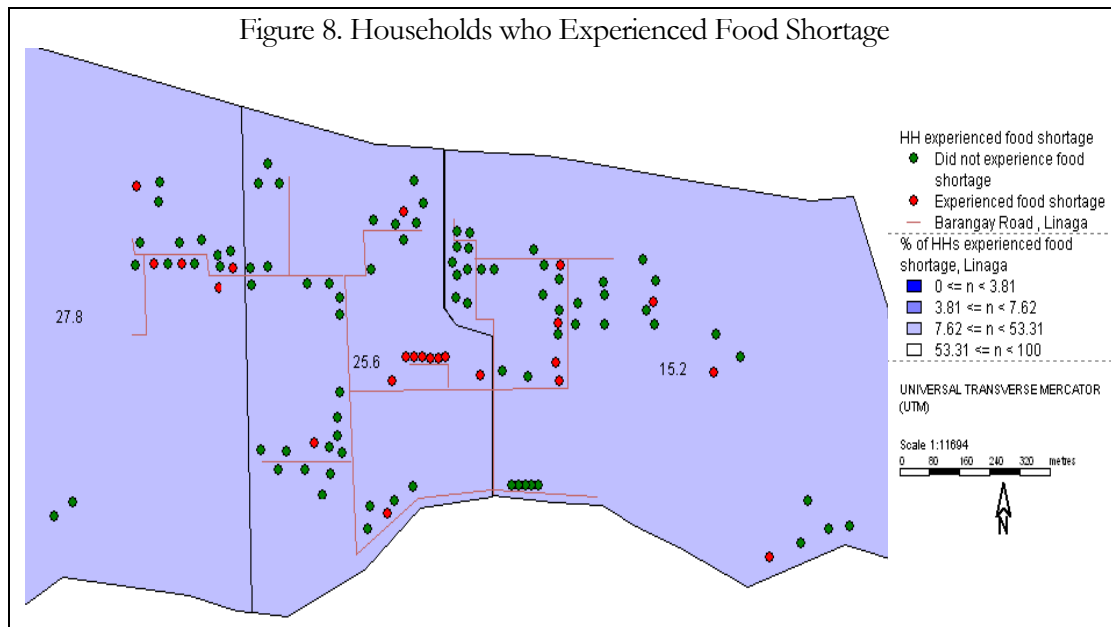 Figure 8. Households who Experienced Food Shortage
HH experienced food shortage
Did not experience food
shortage
Experienced food shortage
Barangay Road , Linaga
% of HHs experienced food
shortage, Linaga
0 <= n < 3.81
3.81 <= n < 7.62
7.62 <= n < 53.31
53.31 <= n < 100
27.8
25.6
15.2
UNIVERSAL TRANSVERSE MERCATOR
(UTM)
Scale 1:11694
0 80 160 240 320 metres
N